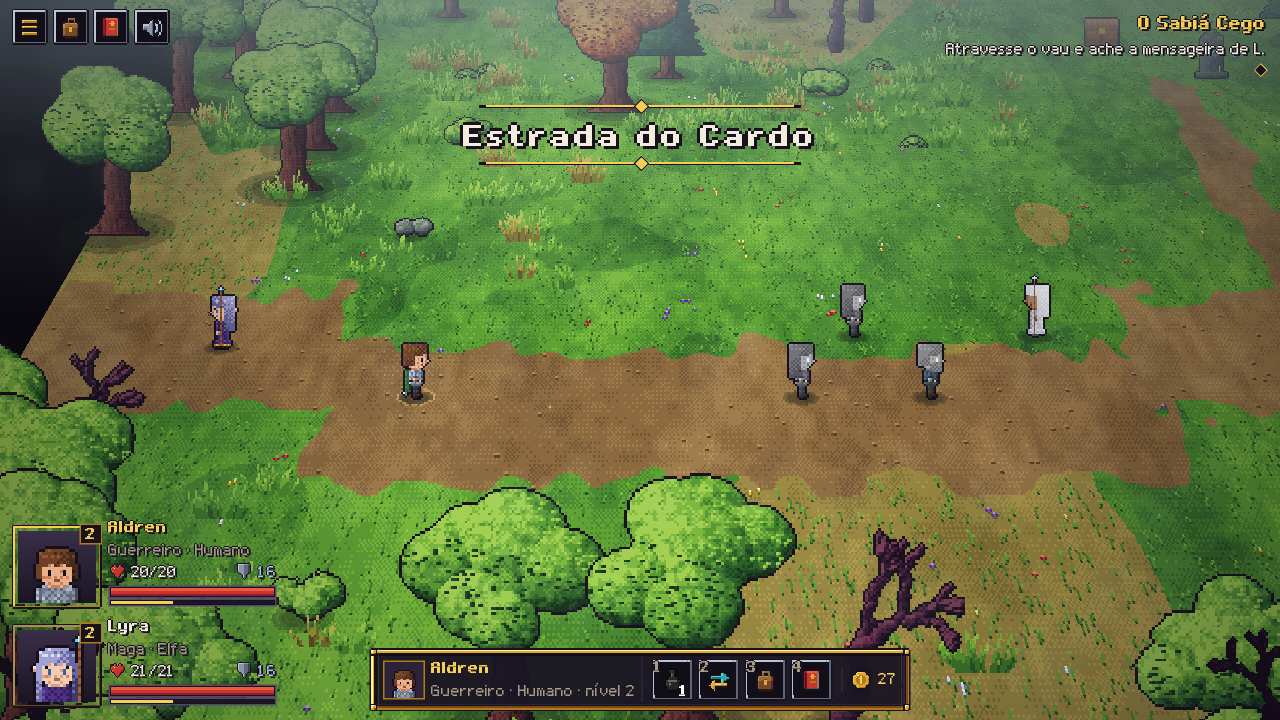 O Sabiá Cego
Atravesse o vau e ache a mensageira de L.
Estrada do Cardo
2
Aldren
Guerreiro · Humano
20/20
16
2
Lyra
Maga · Elfa
21/21
16
Aldren
Guerreiro · Humano · nível 2
1
1
2
3
4
27